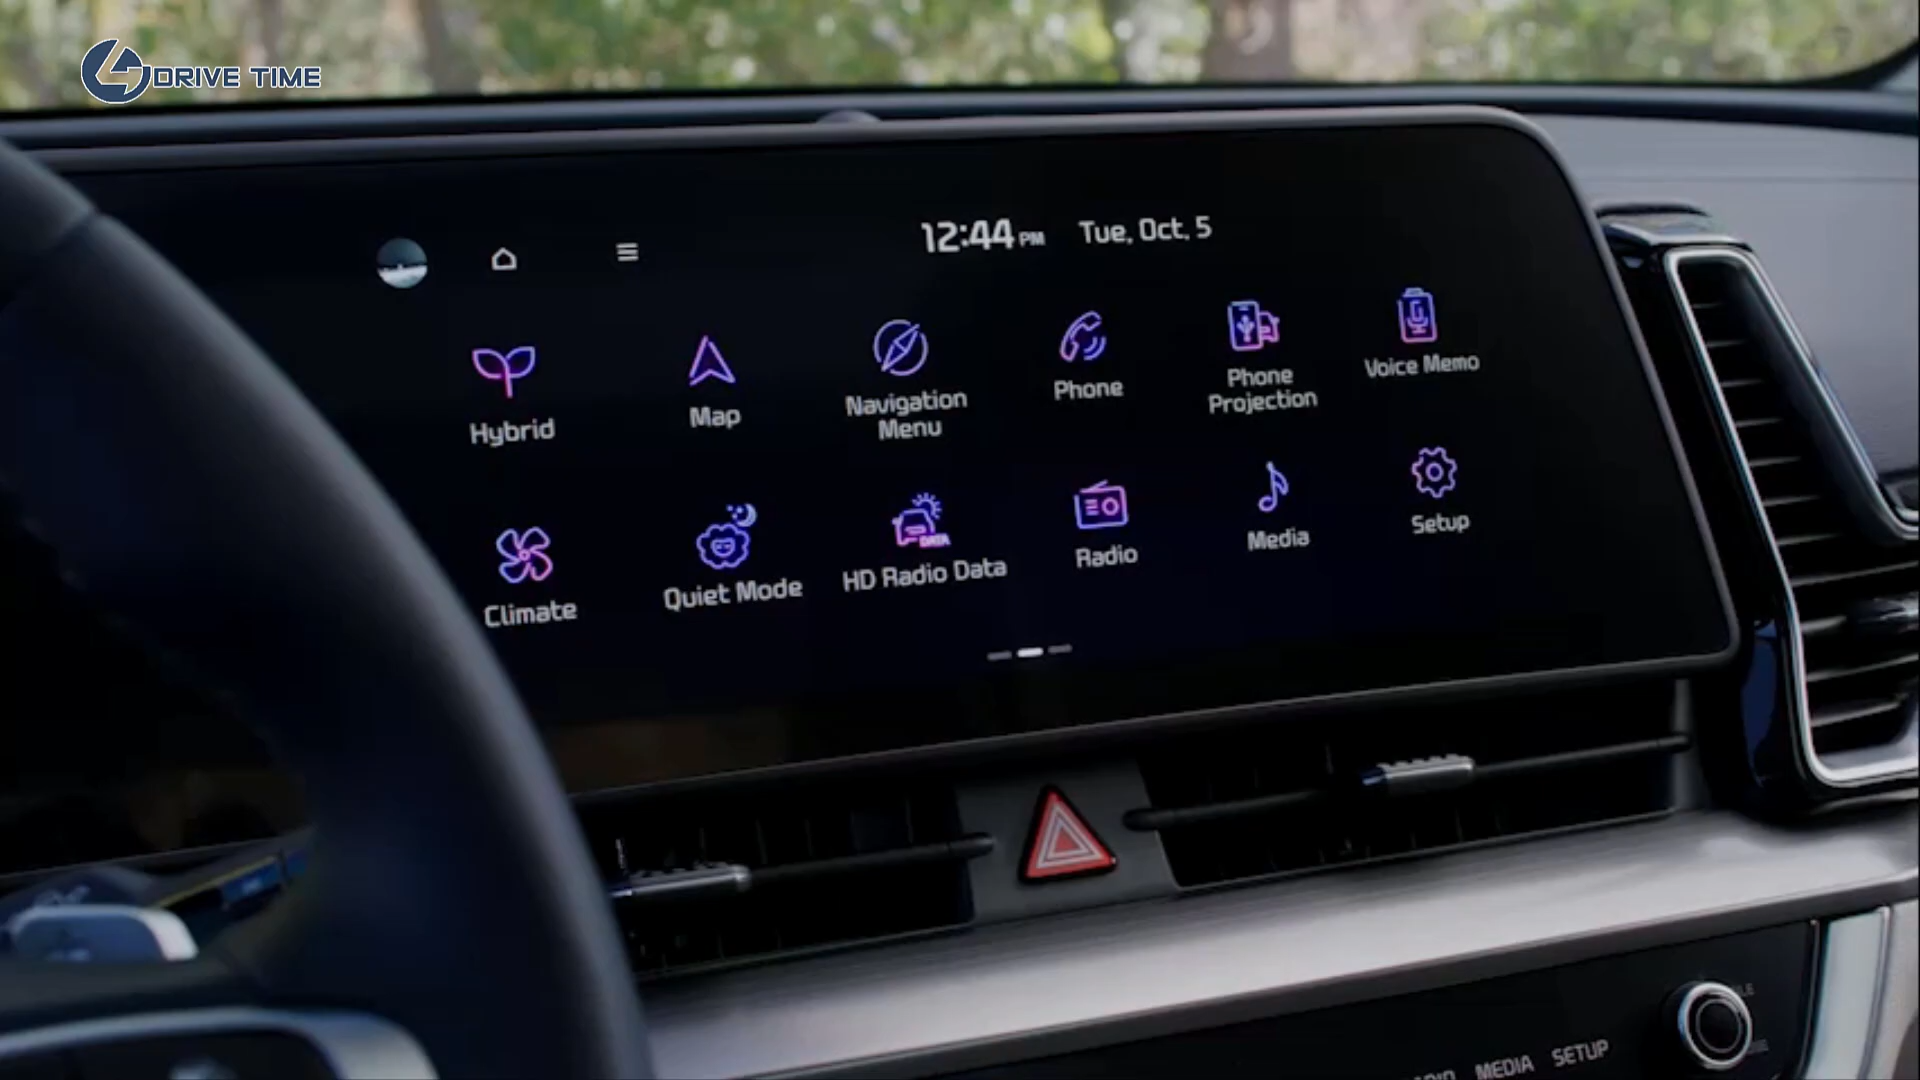 DRIVE TIME
12:44 PM Tue, Oct. 5
Hybrid
Map
Navigation
Menu
Phone
Phone
Projection
Voice Memo
Climate
Quiet Mode
DATA
HD Radio Data
Radio
Media
Setup
MEDIA SETUP